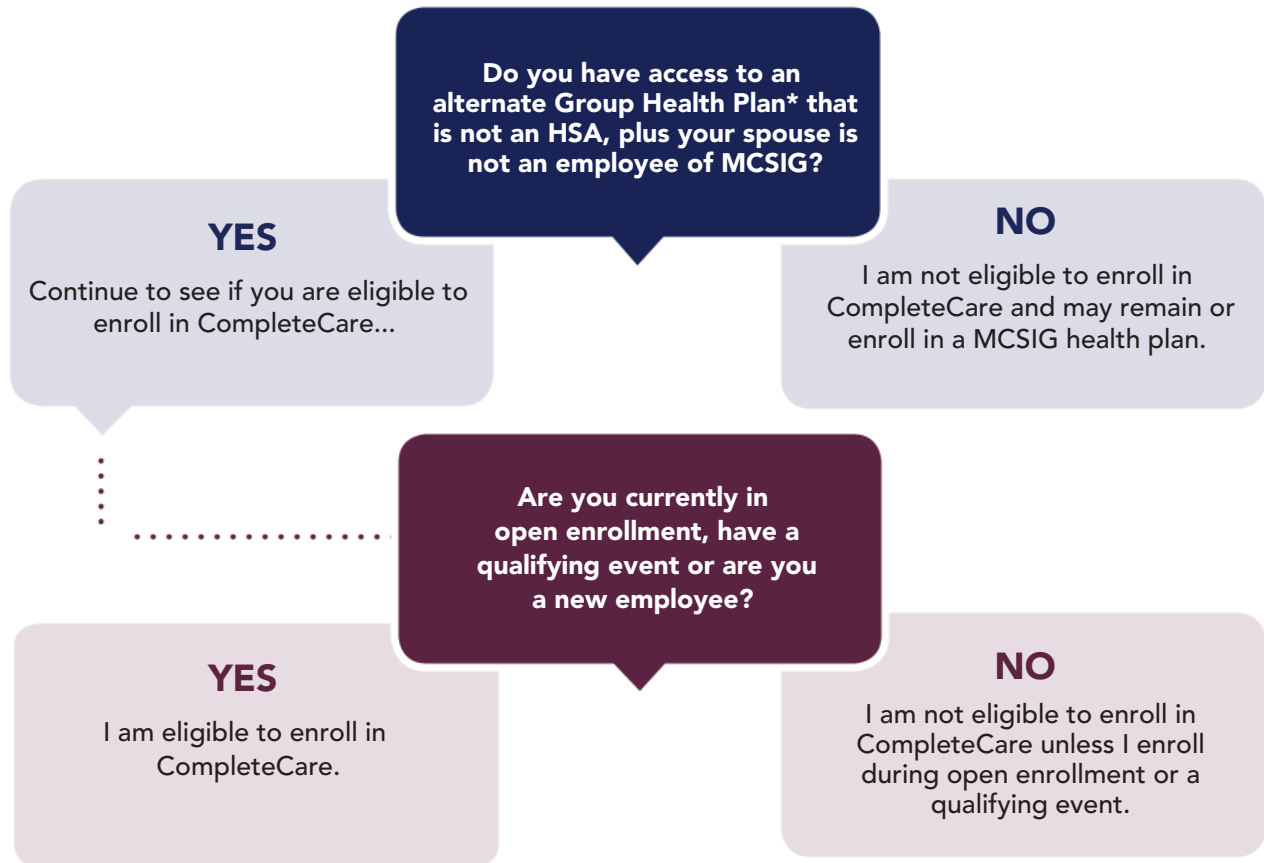 Do you have access to an
alternate Group Health Plan* that
is not an HSA, plus your spouse is
not an employee of MCSIG?
YES
Continue to see if you are eligible to
enroll in CompleteCare...
NO
I am not eligible to enroll in
CompleteCare and may remain or
enroll in a MCSIG health plan.
Are you currently in
open enrollment, have a
qualifying event or are you
a new employee?
YES
I am eligible to enroll in
CompleteCare.
NO
I am not eligible to enroll in
CompleteCare unless I enroll
during open enrollment or a
qualifying event.